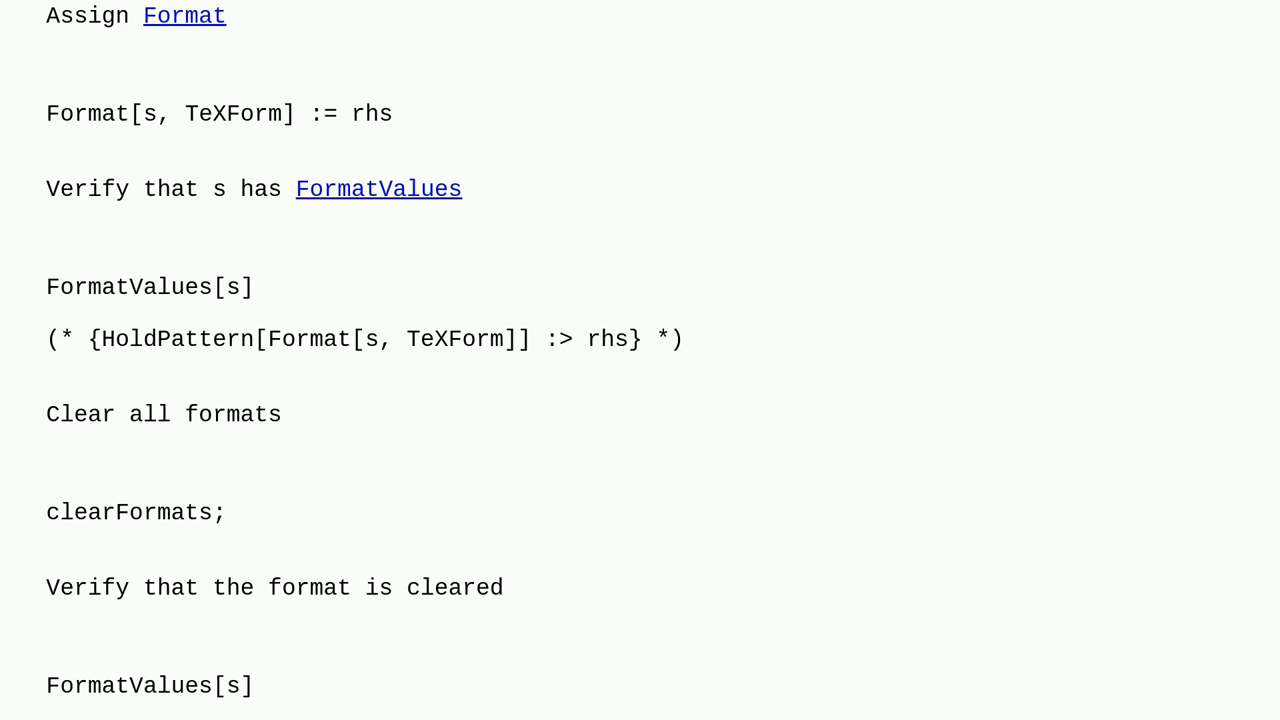 Assign Format
Format[s, TeXForm] := rhs
Verify that s has FormatValues
FormatValues[s]
(* {HoldPattern[Format[s, TeXForm]] :> rhs} *)
Clear all formats
clearFormats;
Verify that the format is cleared
FormatValues[s]